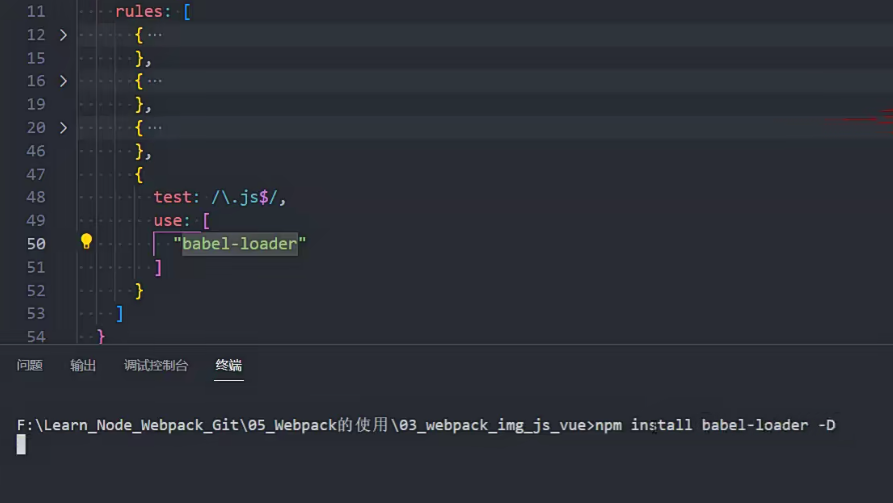 11 rules: [
12 { ...
15 },
16 { ...
19 },
20 { ...
46 },
47 {
48 test: /\.js$/,
49 use: [
50 "babel-loader"
51 ]
52 }
53 ]
54 }
问题 输出 调试控制台 终端
F:\Learn_Node_Webpack_Git\05_Webpack的使用\03_webpack_img_js_vue>npm install babel-loader -D